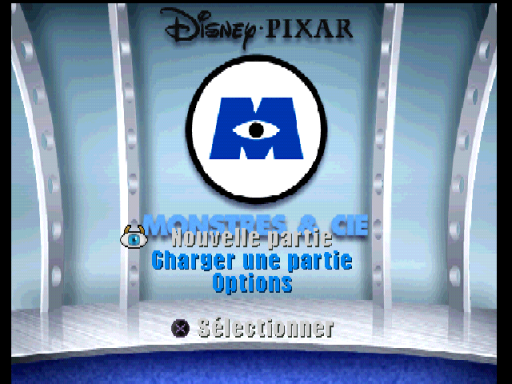 Disney·PIXAR
MONSTRES & CIE
Nouvelle partie
Charger une partie
Options
Sélectionner